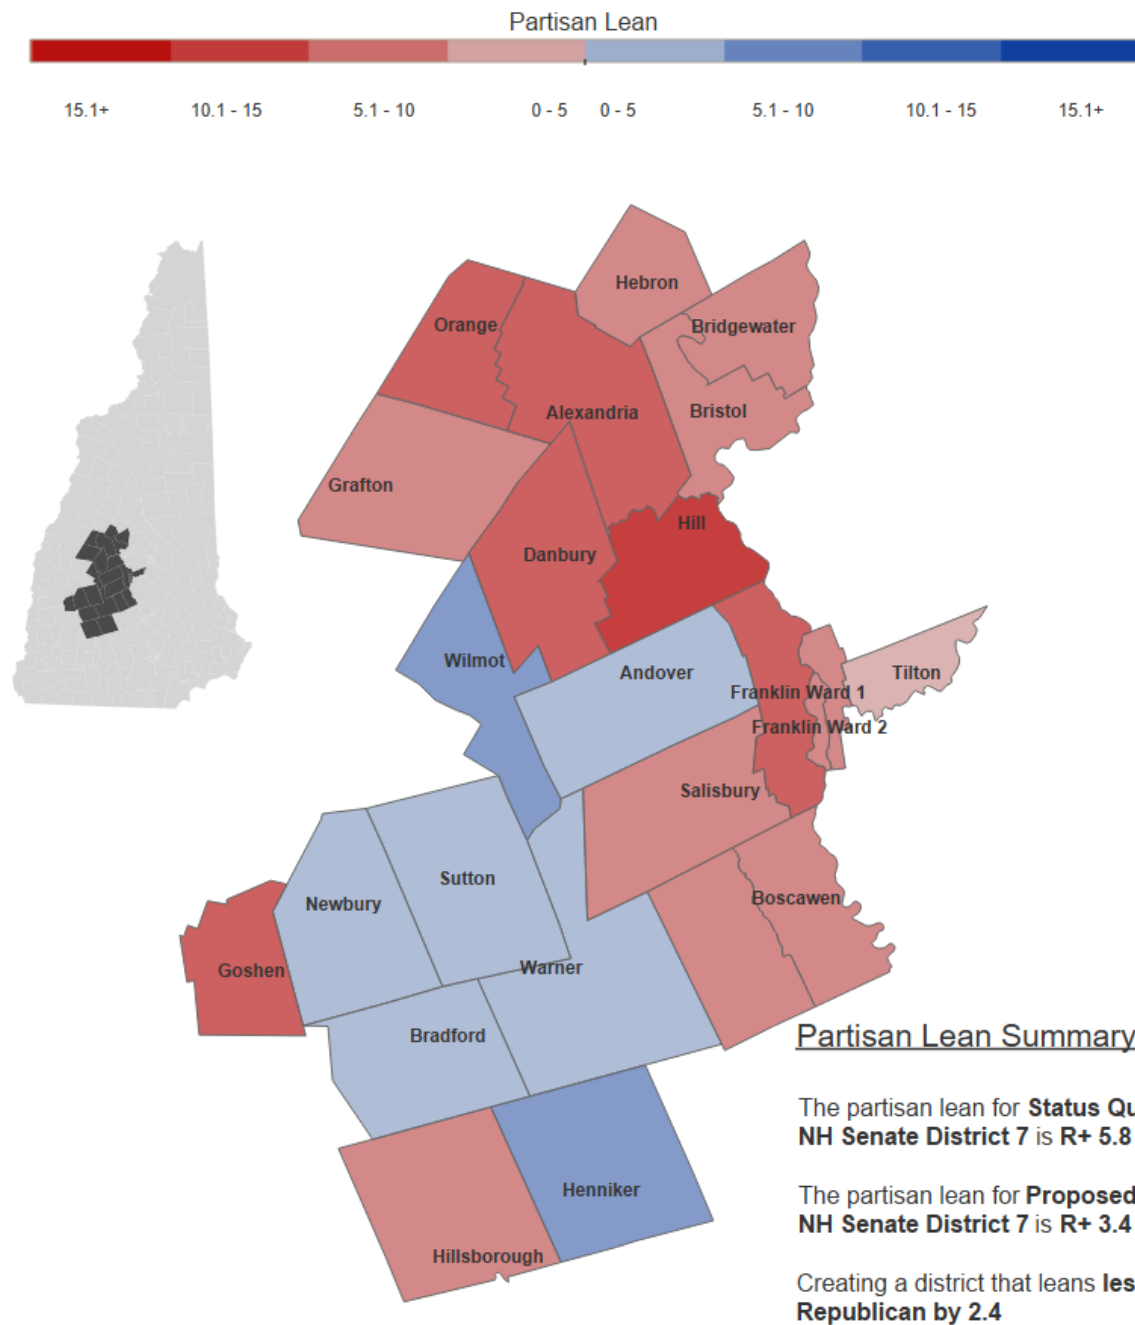 Partisan Lean
15.1+ 10.1 - 15 5.1 - 10 0 - 5 0 - 5 5.1 - 10 10.1 - 15 15.1+
Hebron
Orange
Bridgewater
Alexandria
Bristol
Grafton
Hill
Danbury
Wilmot
Andover
Tilton
Franklin Ward 1
Franklin Ward 2
Salisbury
Sutton
Newbury
Boscawen
Goshen
Warner
Bradford
Henniker
Hillsborough
Partisan Lean Summary
The partisan lean for Status Qu
NH Senate District 7 is R+ 5.8
The partisan lean for Proposed
NH Senate District 7 is R+ 3.4
Creating a district that leans les
Republican by 2.4